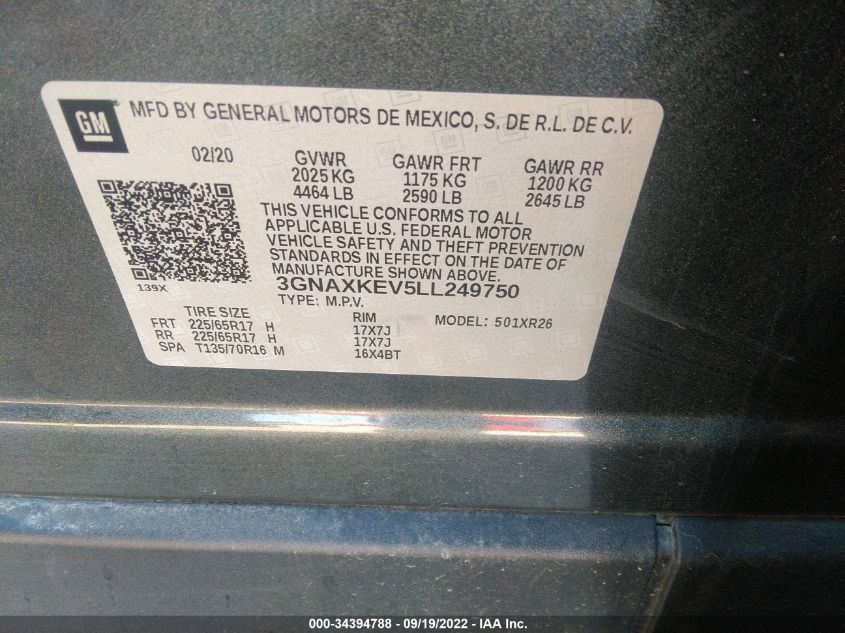 GM
MFD BY GENERAL MOTORS DE MEXICO, S. DE R.L. DE C.V.
02/20 GVWR GAWR FRT GAWR RR
2025 KG 1175 KG 1200 KG
4464 LB 2590 LB 2645 LB
THIS VEHICLE CONFORMS TO ALL
APPLICABLE U.S. FEDERAL MOTOR
VEHICLE SAFETY AND THEFT PREVENTION
STANDARDS IN EFFECT ON THE DATE OF
MANUFACTURE SHOWN ABOVE.
139X
3GNAXKEV5LL249750
TYPE: M.P.V.
TIRE SIZE RIM MODEL: 501XR26
FRT 225/65R17 H 17X7J
RR 225/65R17 H 17X7J
SPA T135/70R16 M 16X4BT
000-34394788 - 09/19/2022 - IAA Inc.